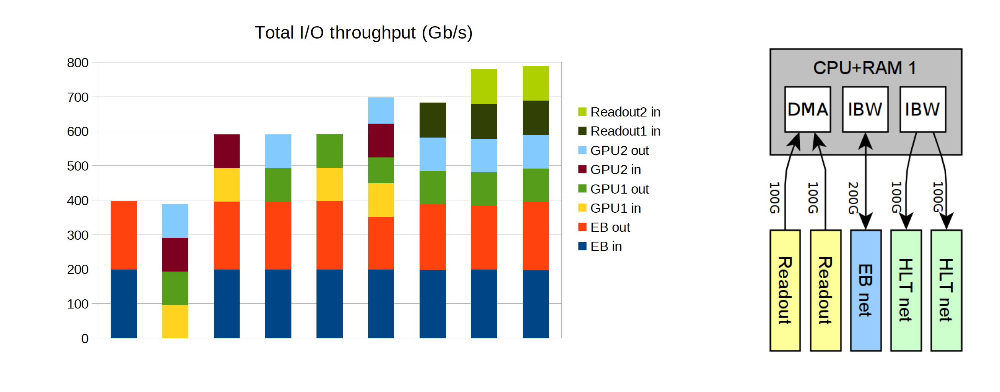 Total I/O throughput (Gb/s)
800
700
600
500
400
300
200
100
0
Readout2 in
Readout1 in
GPU2 out
GPU2 in
GPU1 out
GPU1 in
EB out
EB in
CPU+RAM 1
DMA IBW IBW
100G 100G 200G 100G 100G
Readout Readout EB net HLT net HLT net